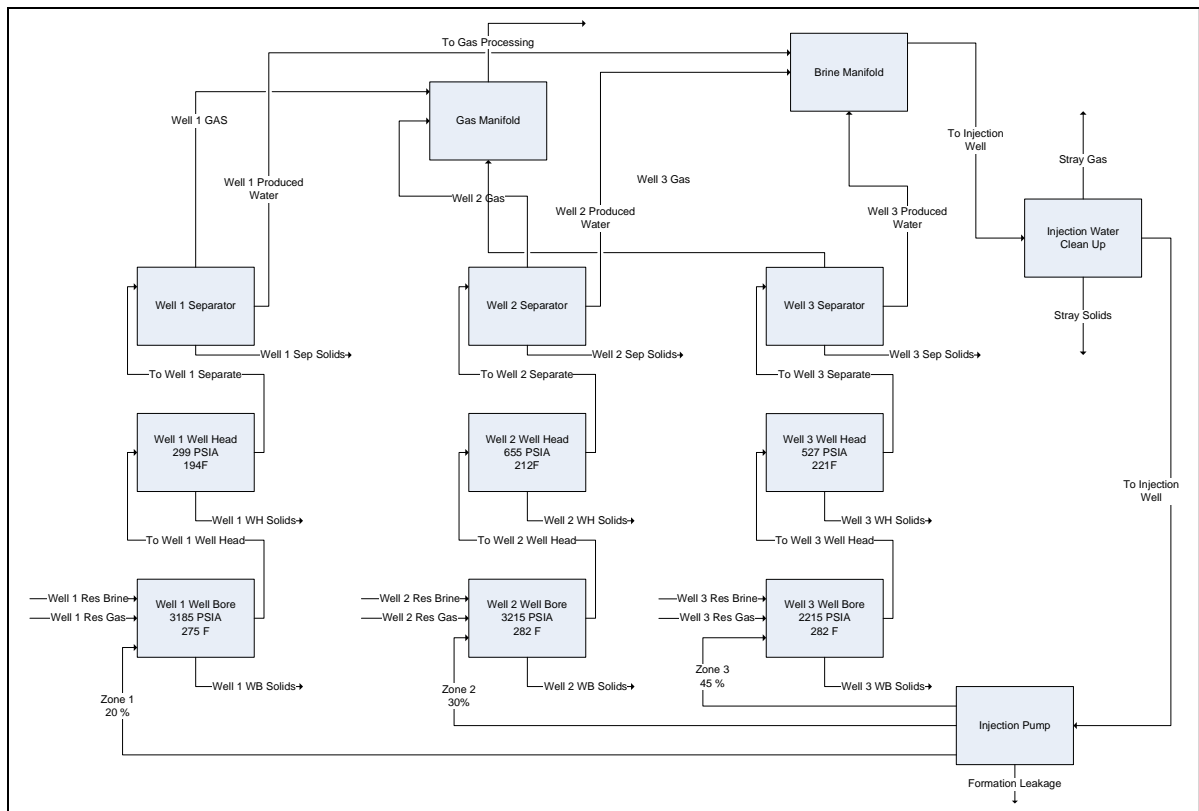 To Gas Processing
Brine Manifold
Gas Manifold
Well 1 GAS
To Injection
Well
Stray Gas
Well 1 Produced
Water
Well 2 Gas
Well 3 Gas
Well 2 Produced
Water
Well 3 Produced
Water
Injection Water
Clean Up
Well 1 Separator
Well 2 Separator
Well 3 Separator
Stray Solids
Well 1 Sep Solids
Well 2 Sep Solids
Well 3 Sep Solids
To Well 1 Separate
To Well 2 Separate
To Well 3 Separate
Well 1 Well Head
299 PSIA
194F
Well 2 Well Head
655 PSIA
212F
Well 3 Well Head
527 PSIA
221F
To Injection
Well
Well 1 WH Solids
Well 2 WH Solids
Well 3 WH Solids
To Well 1 Well Head
To Well 2 Well Head
To Well 3 Well Head
Well 1 Res Brine
Well 1 Res Gas
Well 1 Well Bore
3185 PSIA
275 F
Well 2 Res Brine
Well 2 Res Gas
Well 2 Well Bore
3215 PSIA
282 F
Well 3 Res Brine
Well 3 Res Gas
Well 3 Well Bore
2215 PSIA
282 F
Zone 1
20 %
Well 1 WB Solids
Zone 2
30%
Well 2 WB Solids
Zone 3
45 %
Well 3 WB Solids
Injection Pump
Formation Leakage